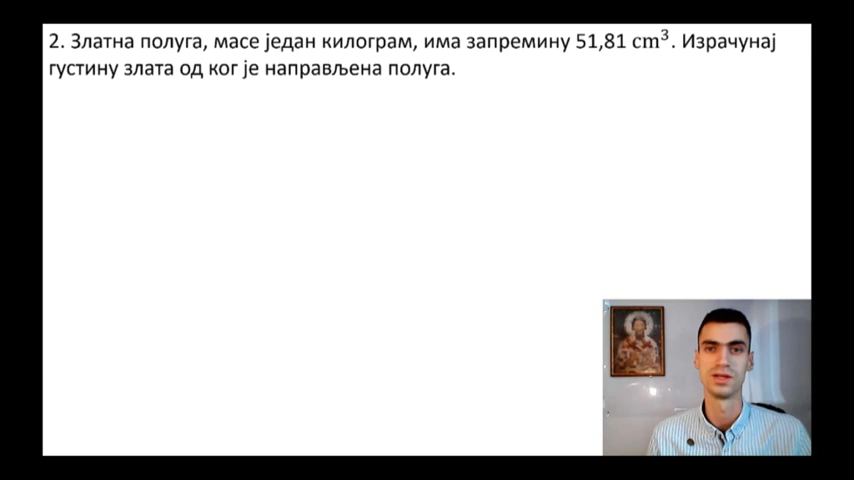 2. Златна полуга, масе један килограм, има запремину 51,81 cm³. Израчунај
густину злата од ког је направљена полуга.